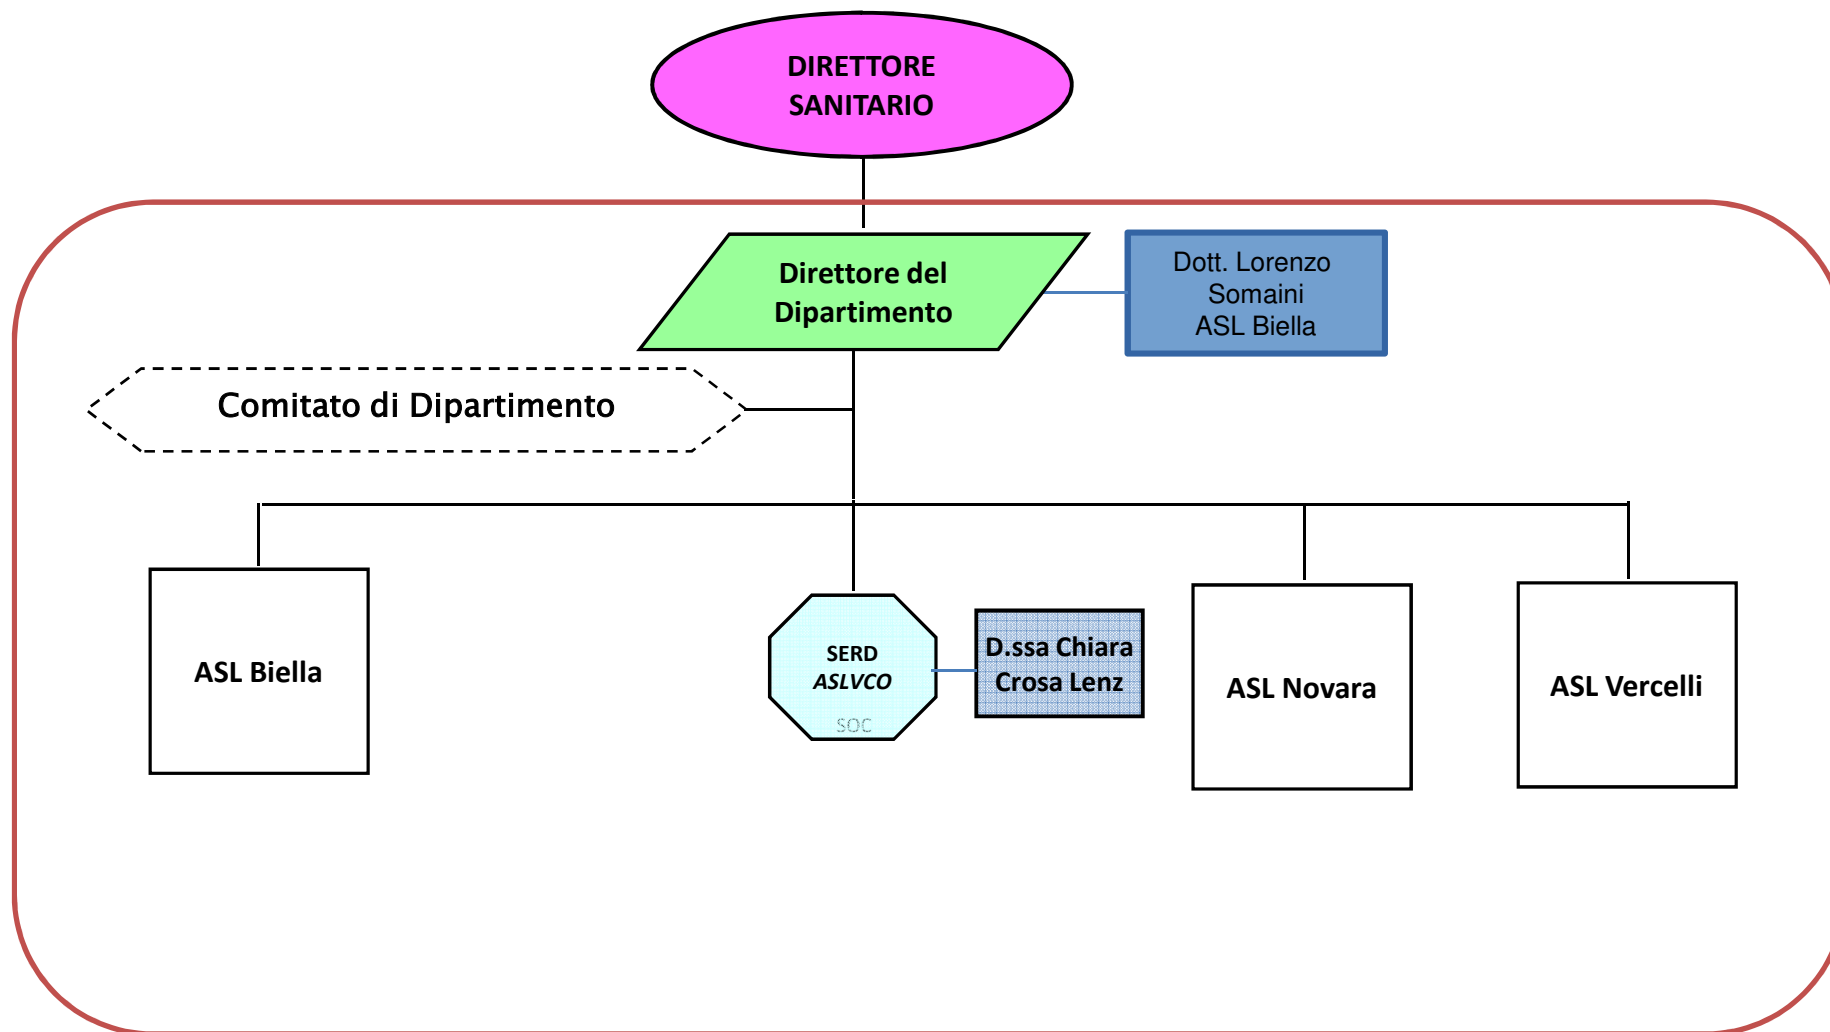 DIRETTORE
SANITARIO
Direttore del
Dipartimento
Dott. Lorenzo
Somaini
ASL Biella
Comitato di Dipartimento
ASL Biella
SERD
ASLVCO
SOC
D.ssa Chiara
Crosa Lenz
ASL Novara
ASL Vercelli